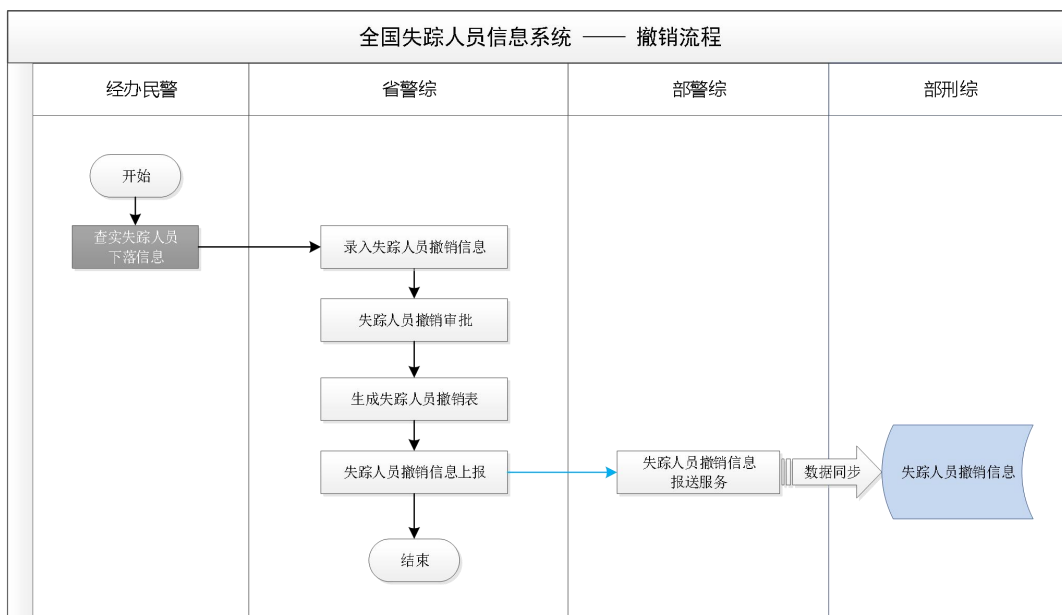 全国失踪人员信息系统 —— 撤销流程
经办民警
省警综
部警综
部刑综
开始
查实失踪人员
下落信息
录入失踪人员撤销信息
失踪人员撤销审批
生成失踪人员撤销表
失踪人员撤销信息上报
失踪人员撤销信息
报送服务
数据同步
失踪人员撤销信息
结束